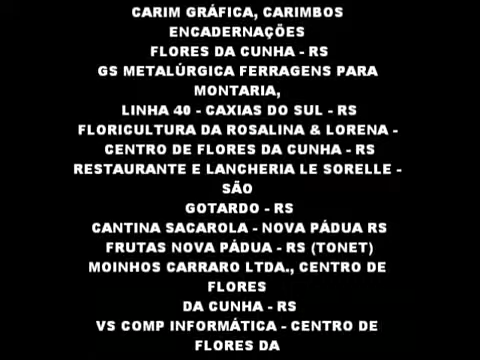 CARIM GRÁFICA, CARIMBOS
ENCADERNAÇÕES
FLORES DA CUNHA - RS
GS METALÚRGICA FERRAGENS PARA
MONTARIA,
LINHA 40 - CAXIAS DO SUL - RS
FLORICULTURA DA ROSALINA & LORENA -
CENTRO DE FLORES DA CUNHA - RS
RESTAURANTE E LANCHERIA LE SORELLE -
SÃO
GOTARDO - RS
CANTINA SACAROLA - NOVA PÁDUA RS
FRUTAS NOVA PÁDUA - RS (TONET)
MOINHOS CARRARO LTDA., CENTRO DE
FLORES
DA CUNHA - RS
VS COMP INFORMÁTICA - CENTRO DE
FLORES DA